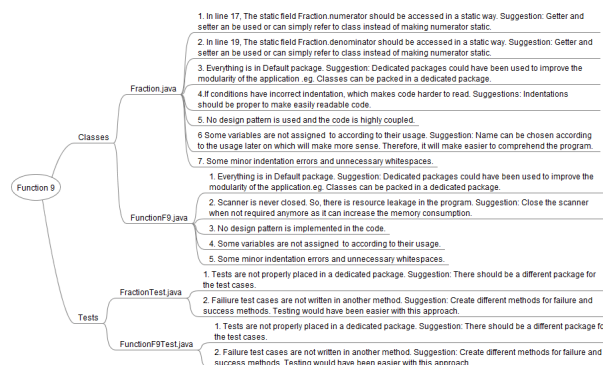 1. In line 17, The static field Fraction.numerator should be accessed in a static way. Suggestion: Getter and
setter an be used or can simply refer to class instead of making numerator static.
2. In line 19, The static field Fraction.denominator should be accessed in a static way. Suggestion: Getter and
setter an be used or can simply refer to class instead of making numerator static.
3. Everything is in Default package. Suggestion: Dedicated packages could have been used to improve the
modularity of the application .eg. Classes can be packed in a dedicated package.
Fraction.java
4.If conditions have incorrect indentation, which makes code harder to read. Suggestions: Indentations
should be proper to make easily readable code.
5. No design pattern is used and the code is highly coupled.
6 Some variables are not assigned to according to their usage. Suggestion: Name can be chosen according
to the usage later on which will make more sense. Therefore, it will make easier to comprehend the program.
Classes
7. Some minor indentation errors and unnecessary whitespaces.
1. Everything is in Default package. Suggestion: Dedicated packages could have been used to improve the
modularity of the application.eg. Classes can be packed in a dedicated package.
Function 9
2. Scanner is never closed. So, there is resource leakage in the program. Suggestion: Close the scanner
when not required anymore as it can increase the memory consumption.
FunctionF9.java
3. No design pattern is implemented in the code.
4. Some variables are not assigned to according to their usage.
5. Some minor indentation errors and unnecessary whitespaces.
1. Tests are not properly placed in a dedicated package. Suggestion: There should be a different package for
the test cases.
FractionTest.java
2. Failiure test cases are not written in another method. Suggestion: Create different methods for failure and
success methods. Testing would have been easier with this approach.
Tests
1. Tests are not properly placed in a dedicated package. Suggestion: There should be a different package fo
the test cases.
FunctionF9Test.java
2. Failure test cases are not written in another method. Suggestion: Create different methods for failure and
success methods. Testing would have been easier with this approach.